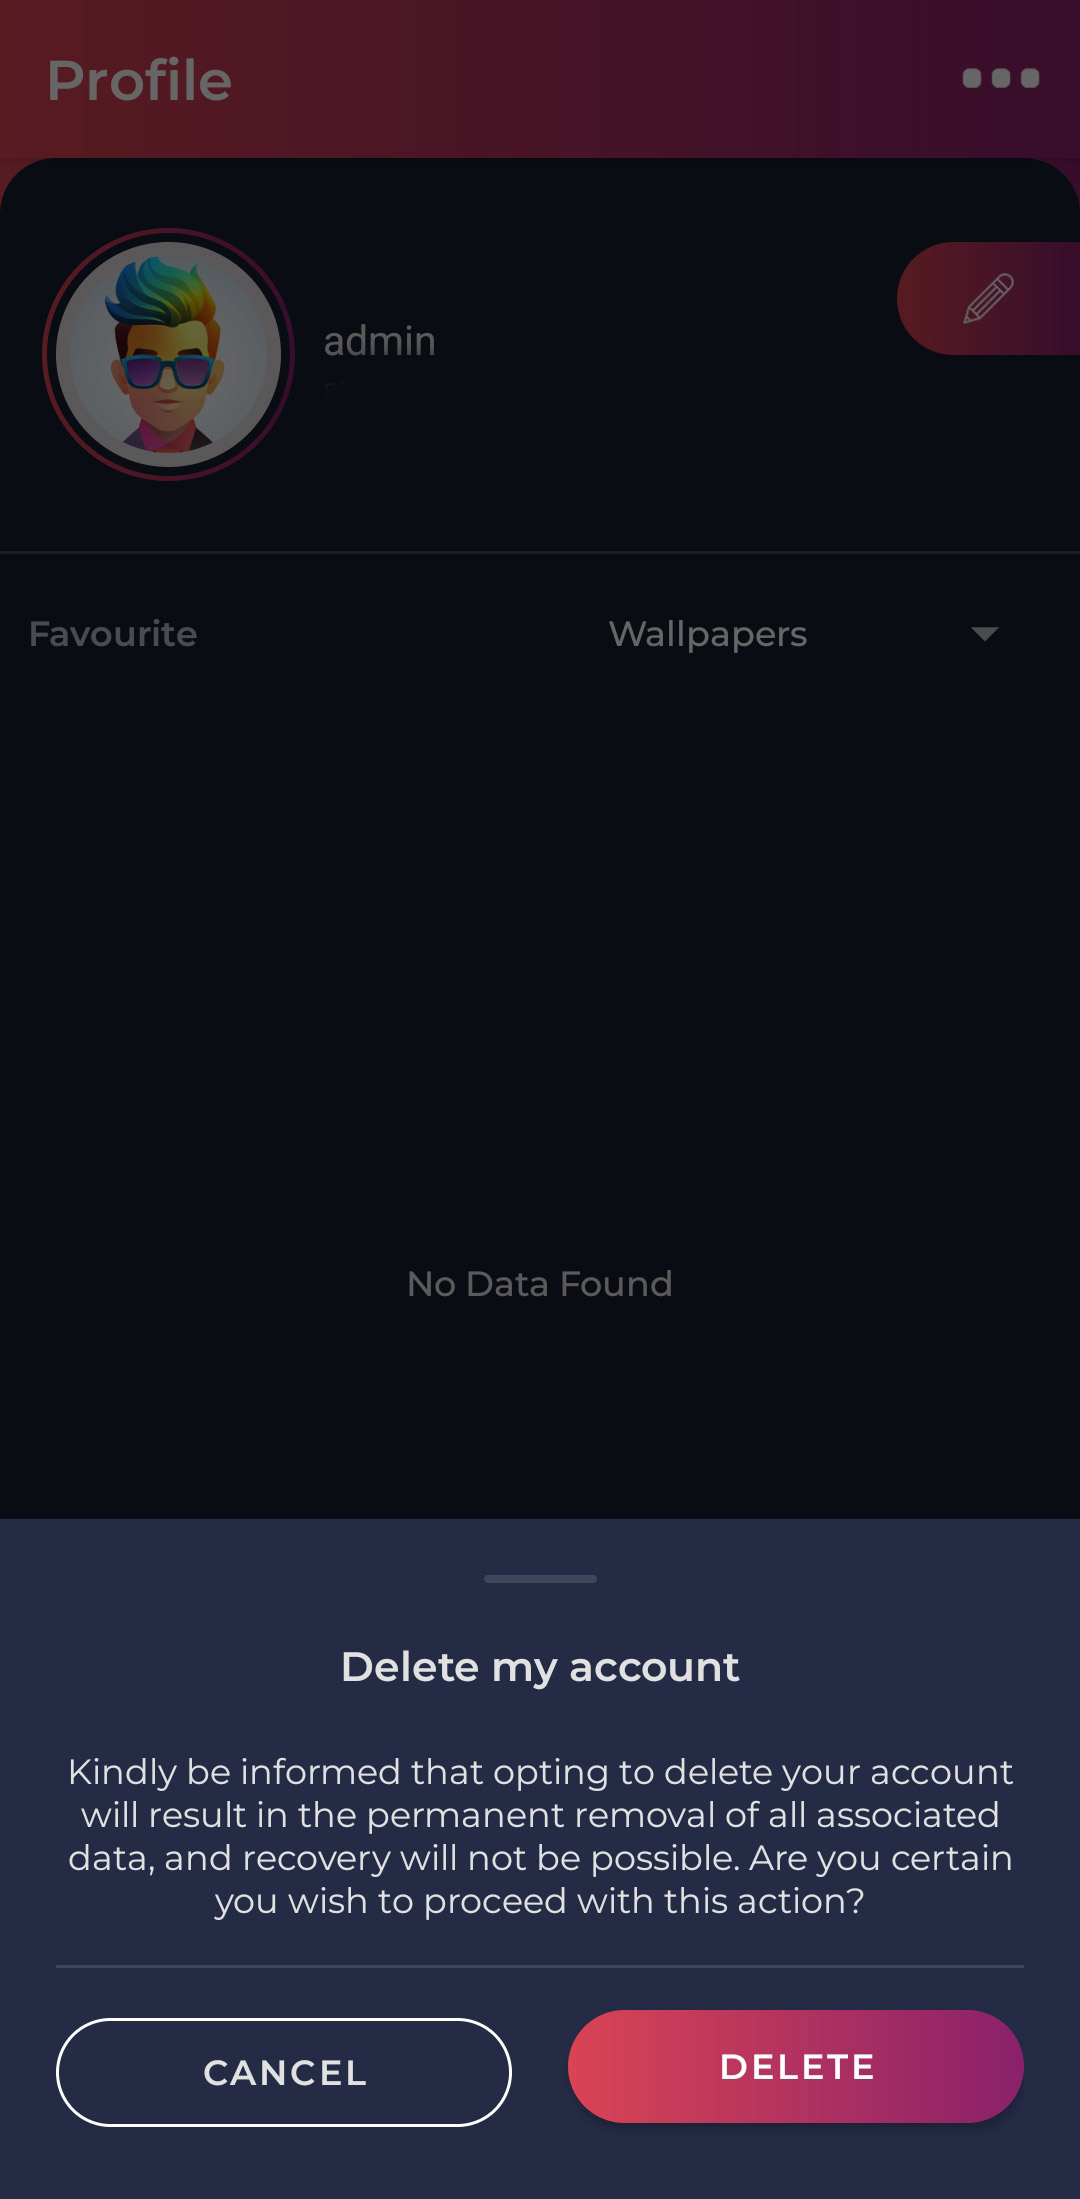 Profile
admin
Favourite
Wallpapers
No Data Found
Delete my account
Kindly be informed that opting to delete your account
will result in the permanent removal of all associated
data, and recovery will not be possible. Are you certain
you wish to proceed with this action?
CANCEL
DELETE